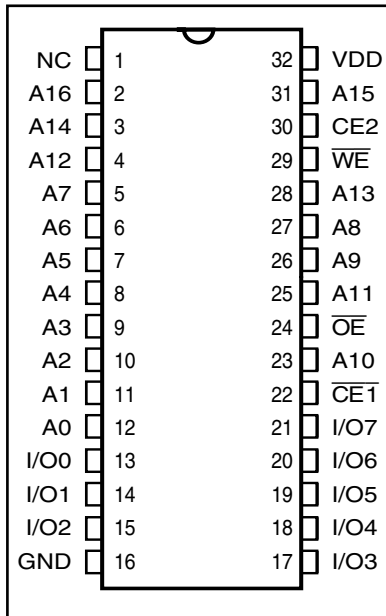 NC 1 32 VDD
A16 2 31 A15
A14 3 30 CE2
A12 4 29 W̅E̅
A7 5 28 A13
A6 6 27 A8
A5 7 26 A9
A4 8 25 A11
A3 9 24 O̅E̅
A2 10 23 A10
A1 11 22 C̅E̅1̅
A0 12 21 I/O7
I/O0 13 20 I/O6
I/O1 14 19 I/O5
I/O2 15 18 I/O4
GND 16 17 I/O3